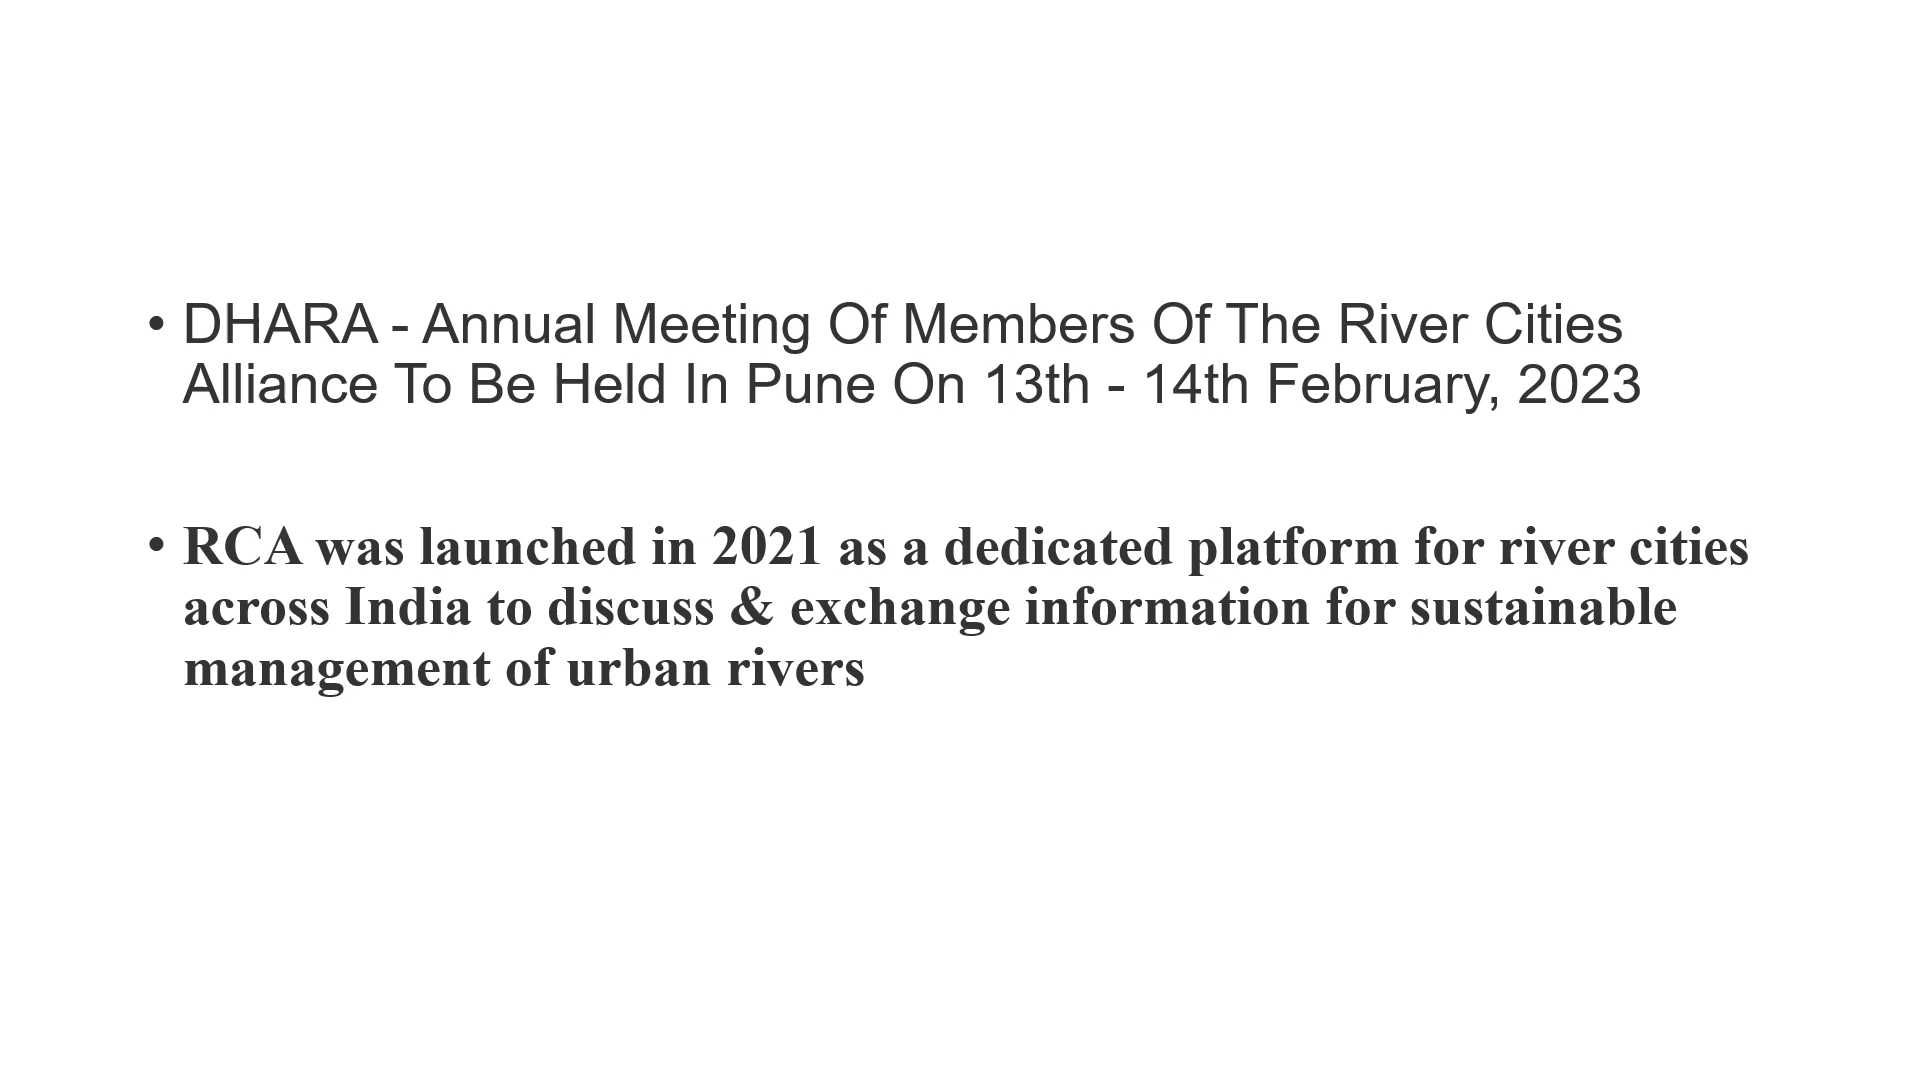 • DHARA - Annual Meeting Of Members Of The River Cities
Alliance To Be Held In Pune On 13th - 14th February, 2023
• RCA was launched in 2021 as a dedicated platform for river cities
across India to discuss & exchange information for sustainable
management of urban rivers